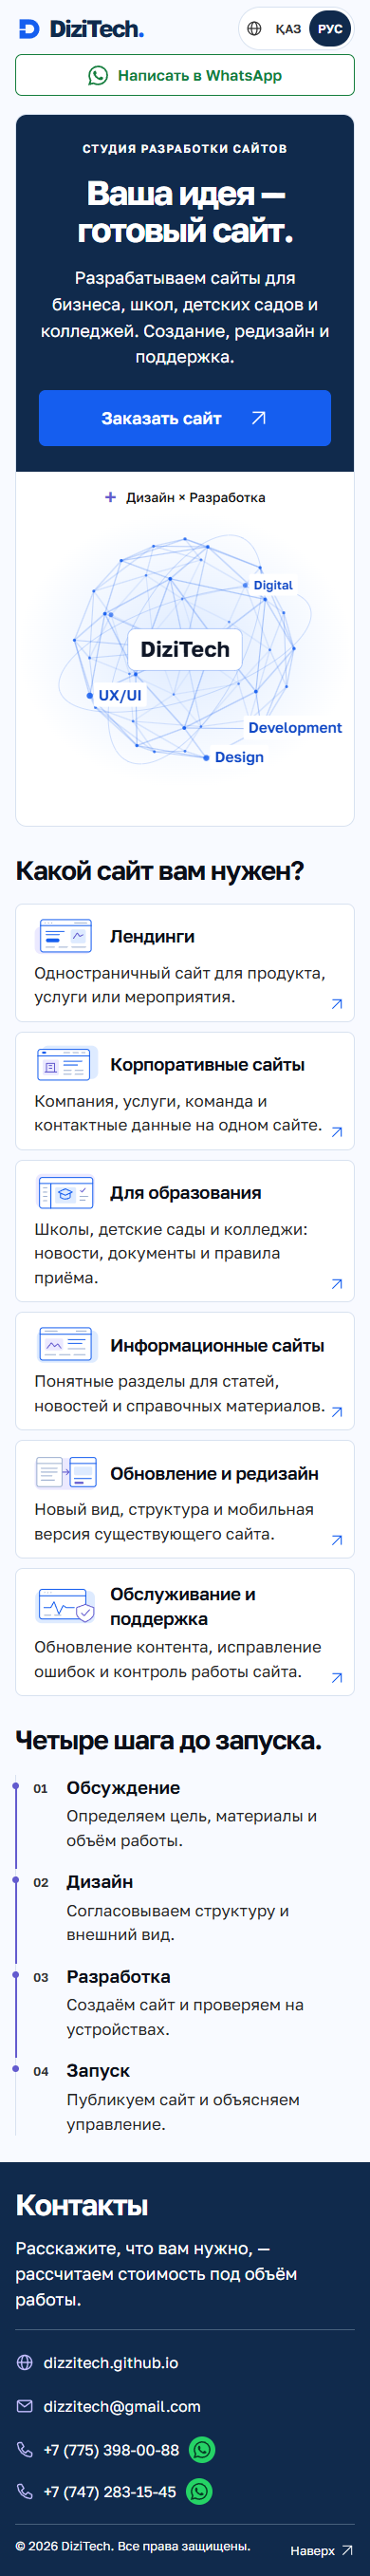 DiziTech.
ҚАЗ
РУС
Написать в WhatsApp
СТУДИЯ РАЗРАБОТКИ САЙТОВ
Ваша идея —
готовый сайт.
Разрабатываем сайты для
бизнеса, школ, детских садов и
колледжей. Создание, редизайн и
поддержка.
Заказать сайт
Дизайн × Разработка
Digital
DiziTech
UX/UI
Development
Design
Какой сайт вам нужен?
Лендинги
Одностраничный сайт для продукта,
услуги или мероприятия.
Корпоративные сайты
Компания, услуги, команда и
контактные данные на одном сайте.
Для образования
Школы, детские сады и колледжи:
новости, документы и правила
приёма.
Информационные сайты
Понятные разделы для статей,
новостей и справочных материалов.
Обновление и редизайн
Новый вид, структура и мобильная
версия существующего сайта.
Обслуживание и
поддержка
Обновление контента, исправление
ошибок и контроль работы сайта.
Четыре шага до запуска.
01 Обсуждение
Определяем цель, материалы и
объём работы.
02 Дизайн
Согласовываем структуру и
внешний вид.
03 Разработка
Создаём сайт и проверяем на
устройствах.
04 Запуск
Публикуем сайт и объясняем
управление.
Контакты
Расскажите, что вам нужно, —
рассчитаем стоимость под объём
работы.
dizzitech.github.io
dizzitech@gmail.com
+7 (775) 398-00-88
+7 (747) 283-15-45
© 2026 DiziTech. Все права защищены.
Наверх